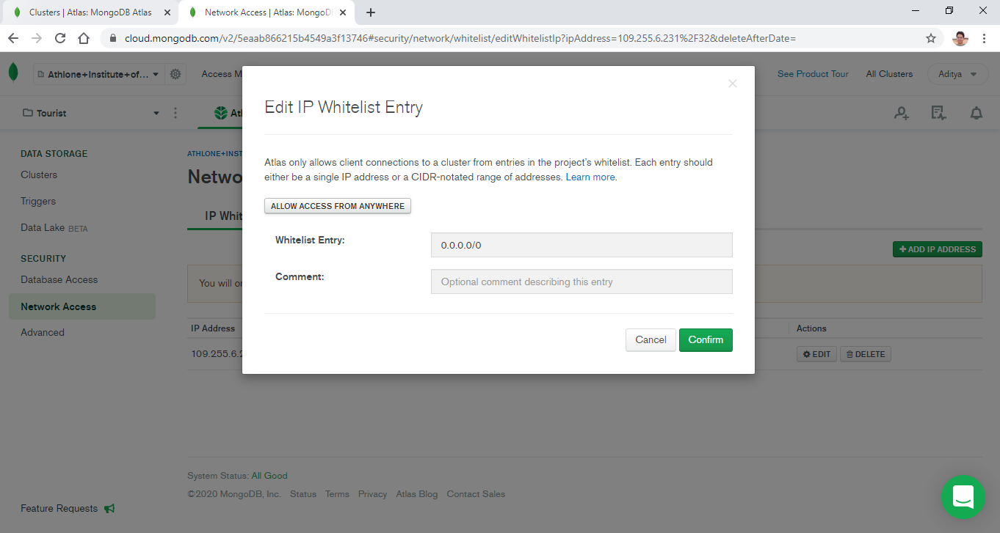 Clusters | Atlas: MongoDB Atlas
Network Access | Atlas: MongoD
cloud.mongodb.com/v2/5eaab866215b4549a3f13746#security/network/whitelist/editWhitelistIp?ipAddress=109.255.6.231%2F32&deleteAfterDate=
Athlone+Institute+of...
Access M
See Product Tour
All Clusters
Aditya
Tourist
Atl
DATA STORAGE
Clusters
Triggers
Data Lake BETA
SECURITY
Database Access
Network Access
Advanced
Feature Requests
ATHLONE+INST
Netwo
IP Whit
ADD IP ADDRESS
You will on
IP Address
Actions
109.255.6.2
EDIT
DELETE
Edit IP Whitelist Entry
Atlas only allows client connections to a cluster from entries in the project's whitelist. Each entry should
either be a single IP address or a CIDR-notated range of addresses. Learn more.
ALLOW ACCESS FROM ANYWHERE
Whitelist Entry:
0.0.0.0/0
Comment:
Optional comment describing this entry
Cancel
Confirm
System Status: All Good
©2020 MongoDB, Inc. Status Terms Privacy Atlas Blog Contact Sales